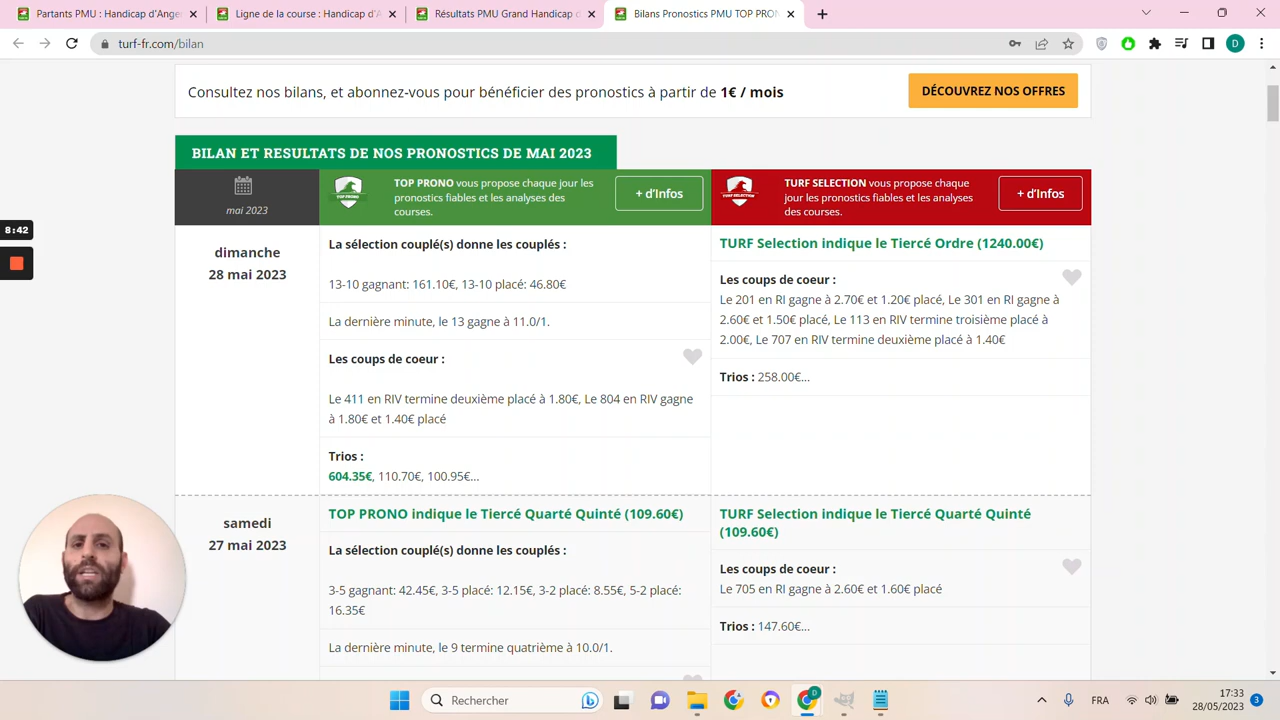 Partants PMU : Handicap d'Ange
Ligne de la course : Handicap d'A
Résultats PMU Grand Handicap d
Bilans Pronostics PMU TOP PRON
turf-fr.com/bilan
D
Consultez nos bilans, et abonnez-vous pour bénéficier des pronostics à partir de 1€ / mois
DÉCOUVREZ NOS OFFRES
BILAN ET RESULTATS DE NOS PRONOSTICS DE MAI 2023
mai 2023
TOP PRONO
TOP PRONO vous propose chaque jour les
pronostics fiables et les analyses des
courses.
+ d'Infos
TURF SELECTION
TURF SELECTION vous propose chaque
jour les pronostics fiables et les analyses
des courses.
+ d'Infos
8:42
dimanche
28 mai 2023
La sélection couplé(s) donne les couplés :
13-10 gagnant: 161.10€, 13-10 placé: 46.80€
La dernière minute, le 13 gagne à 11.0/1.
Les coups de coeur :
Le 411 en RIV termine deuxième placé à 1.80€, Le 804 en RIV gagne
à 1.80€ et 1.40€ placé
Trios :
604.35€, 110.70€, 100.95€...
TURF Selection indique le Tiercé Ordre (1240.00€)
Les coups de coeur :
Le 201 en RI gagne à 2.70€ et 1.20€ placé, Le 301 en RI gagne à
2.60€ et 1.50€ placé, Le 113 en RIV termine troisième placé à
2.00€, Le 707 en RIV termine deuxième placé à 1.40€
Trios : 258.00€...
samedi
27 mai 2023
TOP PRONO indique le Tiercé Quarté Quinté (109.60€)
La sélection couplé(s) donne les couplés :
3-5 gagnant: 42.45€, 3-5 placé: 12.15€, 3-2 placé: 8.55€, 5-2 placé:
16.35€
La dernière minute, le 9 termine quatrième à 10.0/1.
TURF Selection indique le Tiercé Quarté Quinté
(109.60€)
Les coups de coeur :
Le 705 en RI gagne à 2.60€ et 1.60€ placé
Trios : 147.60€...
Rechercher
D
FRA
17:33
28/05/2023
3